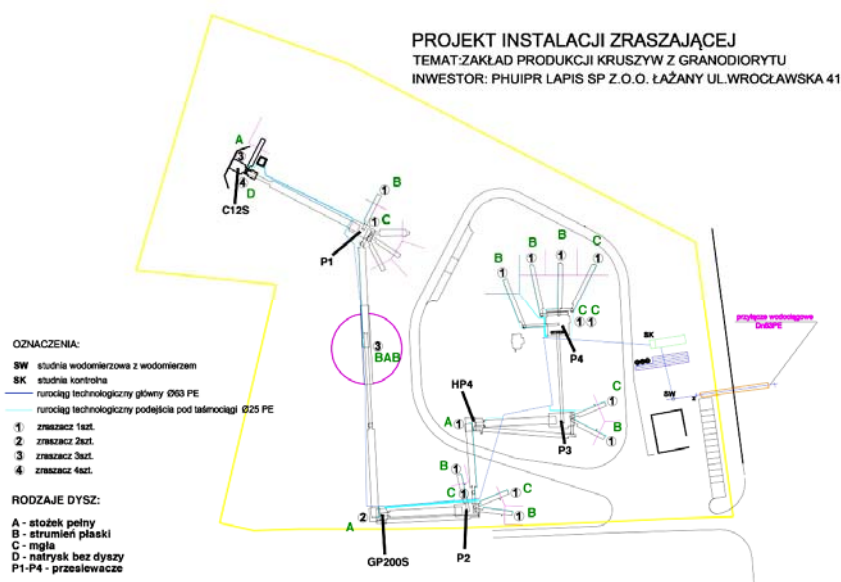 PROJEKT INSTALACJI ZRASZAJĄCEJ
TEMAT:ZAKŁAD PRODUKCJI KRUSZYW Z GRANODIORYTU
INWESTOR: PHUIPR LAPIS SP Z.O.O. ŁAŻANY UL.WROCŁAWSKA 41
A
3
4
D
C12S
1 B
1 C
P1
B
B
B
C
1
1
1
1
C C
1 1
P4
3
BAB
przyłącze wodociągowe
Dn63PE
SK
SW
HP4
A 1
1 C
1 B
P3
B 1
C 1
1 C
1 B
A 2
GP200S
P2
OZNACZENIA:
SW studnia wodomierzowa z wodomierzem
SK studnia kontrolna
rurociąg technologiczny główny Ø63 PE
rurociąg technologiczny podejścia pod taśmociągi Ø25 PE
1 zraszacz 1szt.
2 zraszacz 2szt.
3 zraszacz 3szt.
4 zraszacz 4szt.
RODZAJE DYSZ:
A - stożek pełny
B - strumień płaski
C - mgła
D - natrysk bez dyszy
P1-P4 - przesiewacze